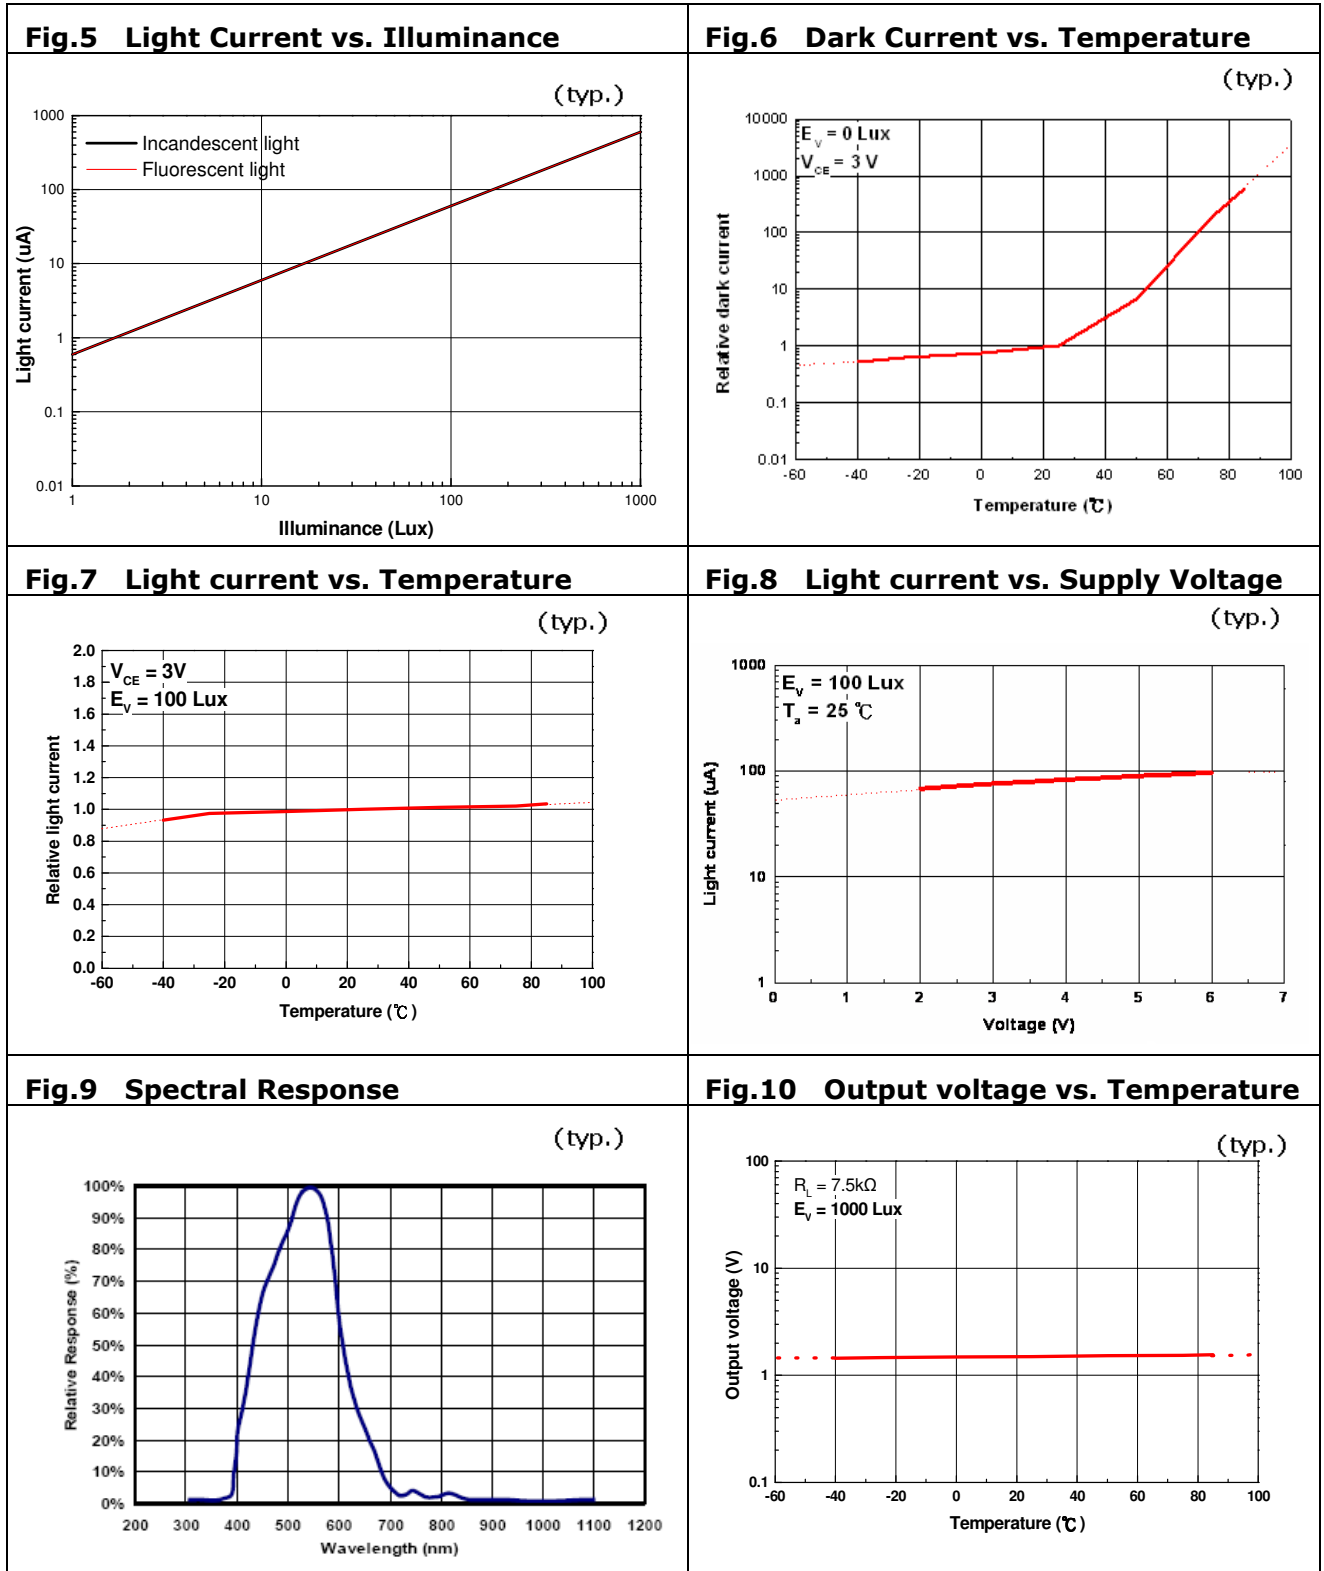 Fig.5 Light Current vs. Illuminance
(typ.)
1000
100
10
1
0.1
0.01
Incandescent light
Fluorescent light
Light current (uA)
1 10 100 1000
Illuminance (Lux)
Fig.6 Dark Current vs. Temperature
(typ.)
10000
1000
100
10
1
0.1
0.01
E_V = 0 Lux
V_CE = 3 V
Relative dark current
-60 -40 -20 0 20 40 60 80 100
Temperature (℃)
Fig.7 Light current vs. Temperature
(typ.)
2.0
1.8
1.6
1.4
1.2
1.0
0.8
0.6
0.4
0.2
0.0
V_CE = 3V
E_V = 100 Lux
Relative light current
-60 -40 -20 0 20 40 60 80 100
Temperature (℃)
Fig.8 Light current vs. Supply Voltage
(typ.)
1000
100
10
1
E_V = 100 Lux
T_a = 25 ℃
Light current (uA)
0 1 2 3 4 5 6 7
Voltage (V)
Fig.9 Spectral Response
(typ.)
100%
90%
80%
70%
60%
50%
40%
30%
20%
10%
0%
Relative Response (%)
200 300 400 500 600 700 800 900 1000 1100 1200
Wavelength (nm)
Fig.10 Output voltage vs. Temperature
(typ.)
100
10
1
0.1
R_L = 7.5kΩ
E_V = 1000 Lux
Output voltage (V)
-60 -40 -20 0 20 40 60 80 100
Temperature (℃)